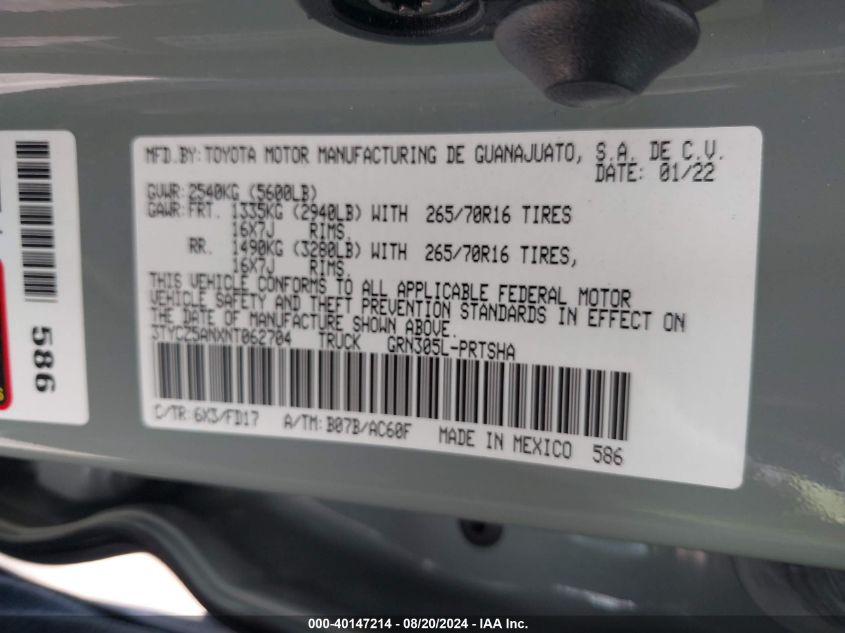 MFD.BY: TOYOTA MOTOR MANUFACTURING DE GUANAJUATO, S.A. DE C.V.
DATE: 01/22
GVWR: 2540KG (5600LB)
GAWR: FRT. 1335KG (2940LB) WITH 265/70R16 TIRES
16X7J RIMS.
RR. 1490KG (3280LB) WITH 265/70R16 TIRES,
16X7J RIMS.
THIS VEHICLE CONFORMS TO ALL APPLICABLE FEDERAL MOTOR
VEHICLE SAFETY AND THEFT PREVENTION STANDARDS IN EFFECT ON
THE DATE OF MANUFACTURE SHOWN ABOVE.
3TYCZ5ANXNT062704 TRUCK GRN305L-PRTSHA
C/TR: 6X3/FD17 A/TM: B07B/AC60F MADE IN MEXICO 586
586
000-40147214 - 08/20/2024 - IAA Inc.